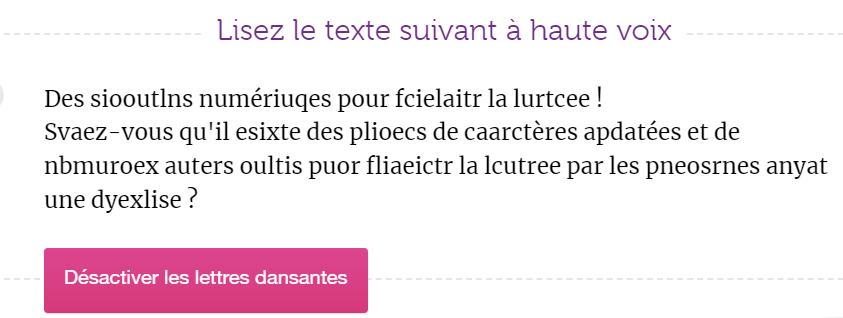 Lisez le texte suivant à haute voix
Des siooutlns numériuqes pour fcielaitr la lurtcee !
Svaez-vous qu'il esixte des plioecs de caarctères apdatées et de
nbmuroex auters oultis puor fliaeictr la lcutree par les pneosrnes anyat
une dyexlise ?
Désactiver les lettres dansantes